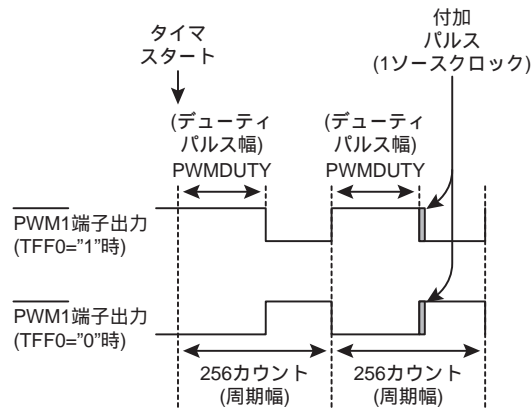 タイマ
スタート
付加
パルス
(1ソースクロック)
(デューティ
パルス幅)
PWMDUTY
(デューティ
パルス幅)
PWMDUTY
PWM1端子出力
(TFF0=”1”時)
PWM1端子出力
(TFF0=”0”時)
256カウント
(周期幅)
256カウント
(周期幅)